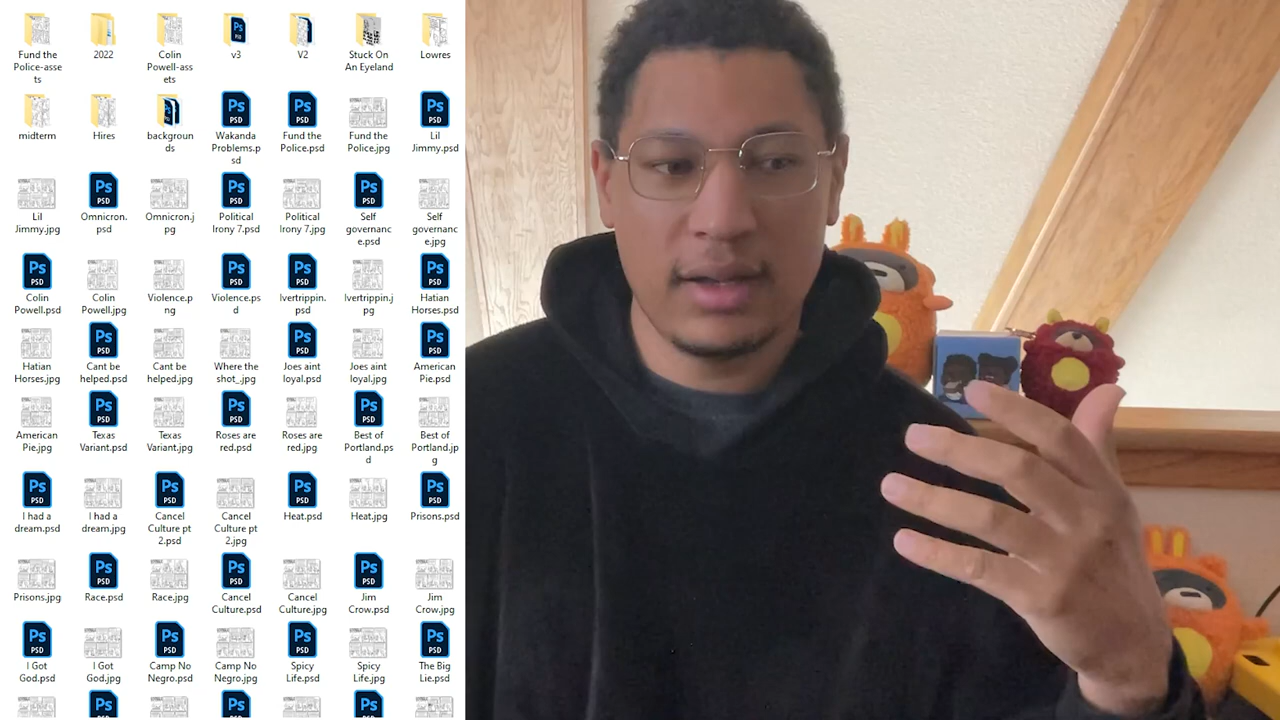 Fund the
Police-asse
ts
2022
Colin
Powell-ass
ets
v3
V2
Stuck On
An Eyeland
Lowres
midterm
Hires
backgroun
ds
Wakanda
Problems.p
sd
Fund the
Police.psd
Fund the
Police.jpg
Lil
Jimmy.psd
Lil
Jimmy.jpg
Omnicron.
psd
Omnicron.j
pg
Political
Irony 7.psd
Political
Irony 7.jpg
Self
governanc
e.psd
Self
governanc
e.jpg
Colin
Powell.psd
Colin
Powell.jpg
Violence.p
ng
Violence.ps
d
Ivertrippin.
psd
Ivertrippin.j
pg
Hatian
Horses.psd
Hatian
Horses.jpg
Cant be
helped.psd
Cant be
helped.jpg
Where the
shot_.jpg
Joes aint
loyal.psd
Joes aint
loyal.jpg
American
Pie.psd
American
Pie.jpg
Texas
Variant.psd
Texas
Variant.jpg
Roses are
red.psd
Roses are
red.jpg
Best of
Portland.ps
d
Best of
Portland.jp
g
I had a
dream.psd
I had a
dream.jpg
Cancel
Culture pt
2.psd
Cancel
Culture pt
2.jpg
Heat.psd
Heat.jpg
Prisons.psd
Prisons.jpg
Race.psd
Race.jpg
Cancel
Culture.psd
Cancel
Culture.jpg
Jim
Crow.psd
Jim
Crow.jpg
I Got
God.psd
I Got
God.jpg
Camp No
Negro.psd
Camp No
Negro.jpg
Spicy
Life.psd
Spicy
Life.jpg
The Big
Lie.psd